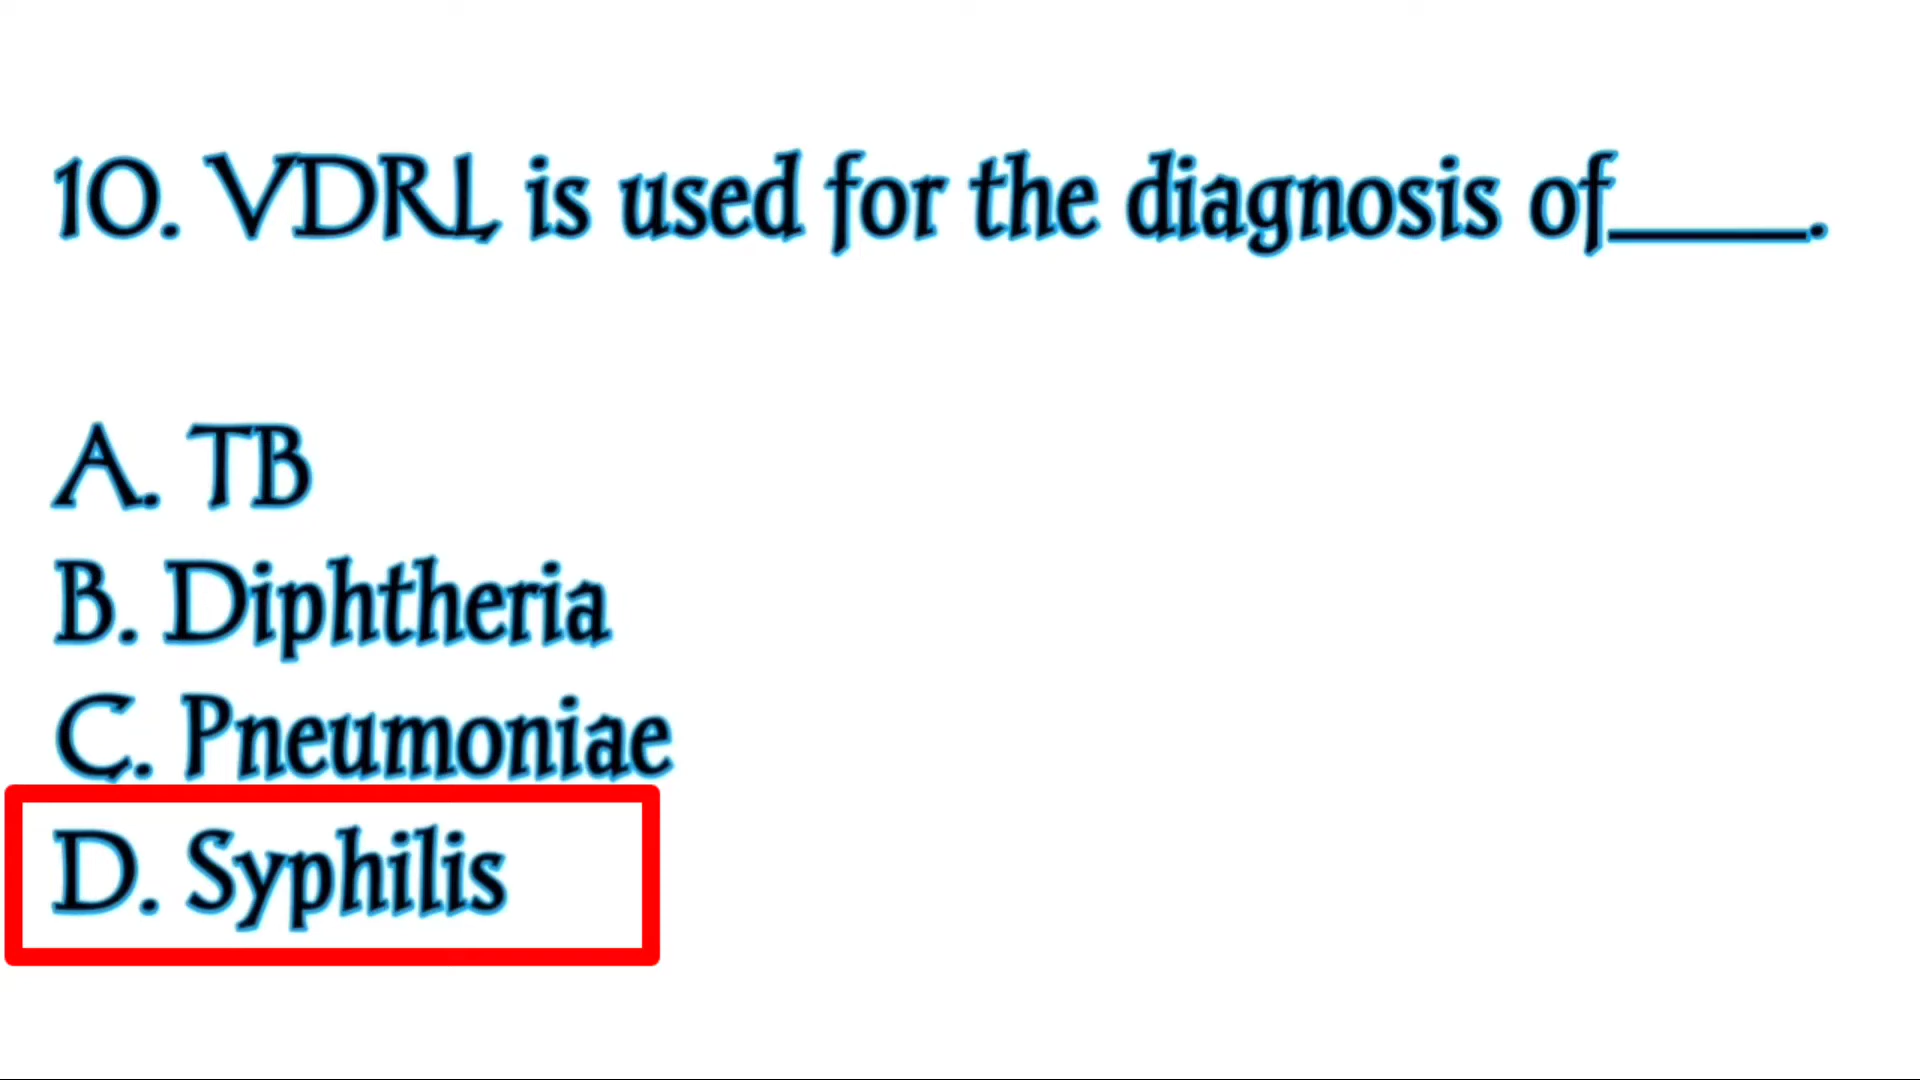 10. VDRL is used for the diagnosis of____.
A. TB
B. Diphtheria
C. Pneumoniae
D. Syphilis